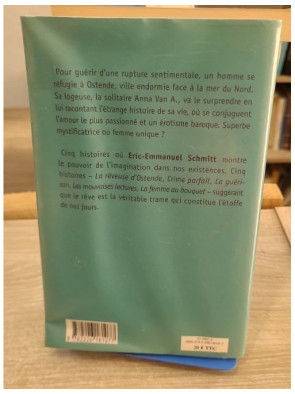 Pour guérir d'une rupture sentimentale, un homme se
réfugie à Ostende, ville endormie face à la mer du Nord.
Sa logeuse, la solitaire Anna Van A., va le surprendre en
lui racontant l'étrange histoire de sa vie, où se conjuguent
l'amour le plus passionné et un érotisme baroque. Superbe
mystificatrice ou femme unique ?
Cinq histoires où Eric-Emmanuel Schmitt montre
le pouvoir de l'imagination dans nos existences. Cinq
histoires – La rêveuse d'Ostende, Crime parfait, La guéri-
son, Les mauvaises lectures, La femme au bouquet – suggérant
que le rêve est la véritable trame qui constitue l'étoffe
de nos jours.
20 € TTC